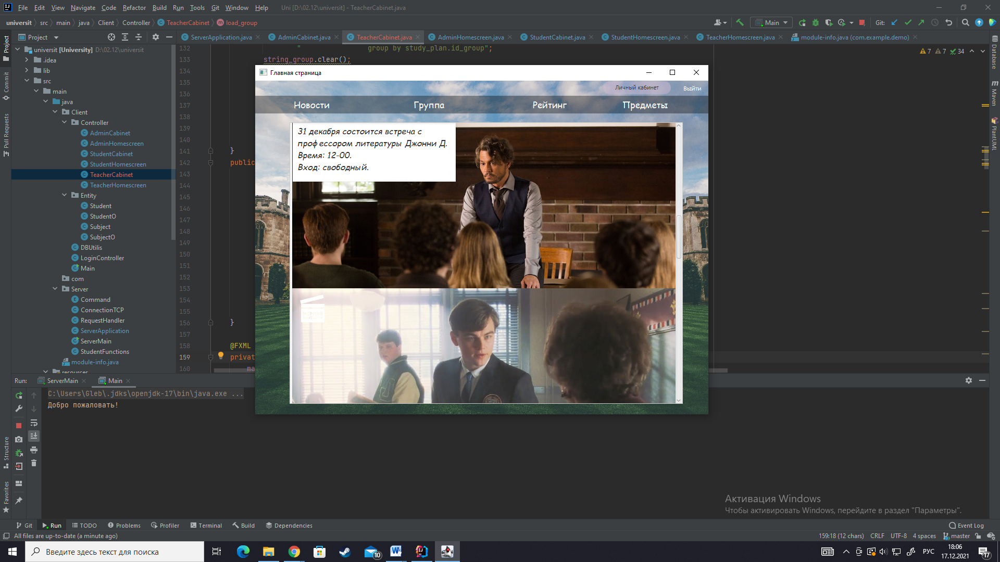 File Edit View Navigate Code Refactor Build Run Tools Git Window Help Uni [D:\02.12\universit] - TeacherCabinet.java
universit src main java Client Controller TeacherCabinet load_group
Main Git:
Project
ServerApplication.java AdminCabinet.java TeacherCabinet.java AdminHomescreen.java StudentCabinet.java StudentHomescreen.java TeacherHomescreen.java module-info.java (com.example.demo)
Project
Commit
Pull Requests
Structure
Favorites
universit [University] D:\02.12\universit
.idea
lib
src
main
java
Client
Controller
AdminCabinet
AdminHomescreen
StudentCabinet
StudentHomescreen
TeacherCabinet
TeacherHomescreen
Entity
Student
StudentO
Subject
SubjectO
DBUtilis
LoginController
Main
com
Server
Command
ConnectionTCP
RequestHandler
ServerApplication
ServerMain
StudentFunctions
module-info.java
resources
132 " group by study_plan.id_group";
133 string_group.clear();
134
135
136
137
138
139
140
141 }
142 public
143
144
145
146
147
148
149
150
151
152
153
154
155
156 }
157
158 @FXML
159 privat
160 ma
7 7 34
Database
Maven
PlantUML
Главная страница
Личный кабинет Выйти
Новости Группа Рейтинг Предметы
31 декабря состоится встреча с
профессором литературы Джонни Д.
Время: 12-00.
Вход: свободный.
Run: ServerMain Main
C:\Users\Gleb\.jdks\openjdk-17\bin\java.exe ...
Добро пожаловать!
Активация Windows
Чтобы активировать Windows, перейдите в раздел "Параметры".
Git Run TODO Problems Profiler Terminal Build Dependencies Event Log
All files are up-to-date (a minute ago) 159:18 (12 chars) CRLF UTF-8 4 spaces master
Введите здесь текст для поиска
10
РУС
18:06
17.12.2021
17